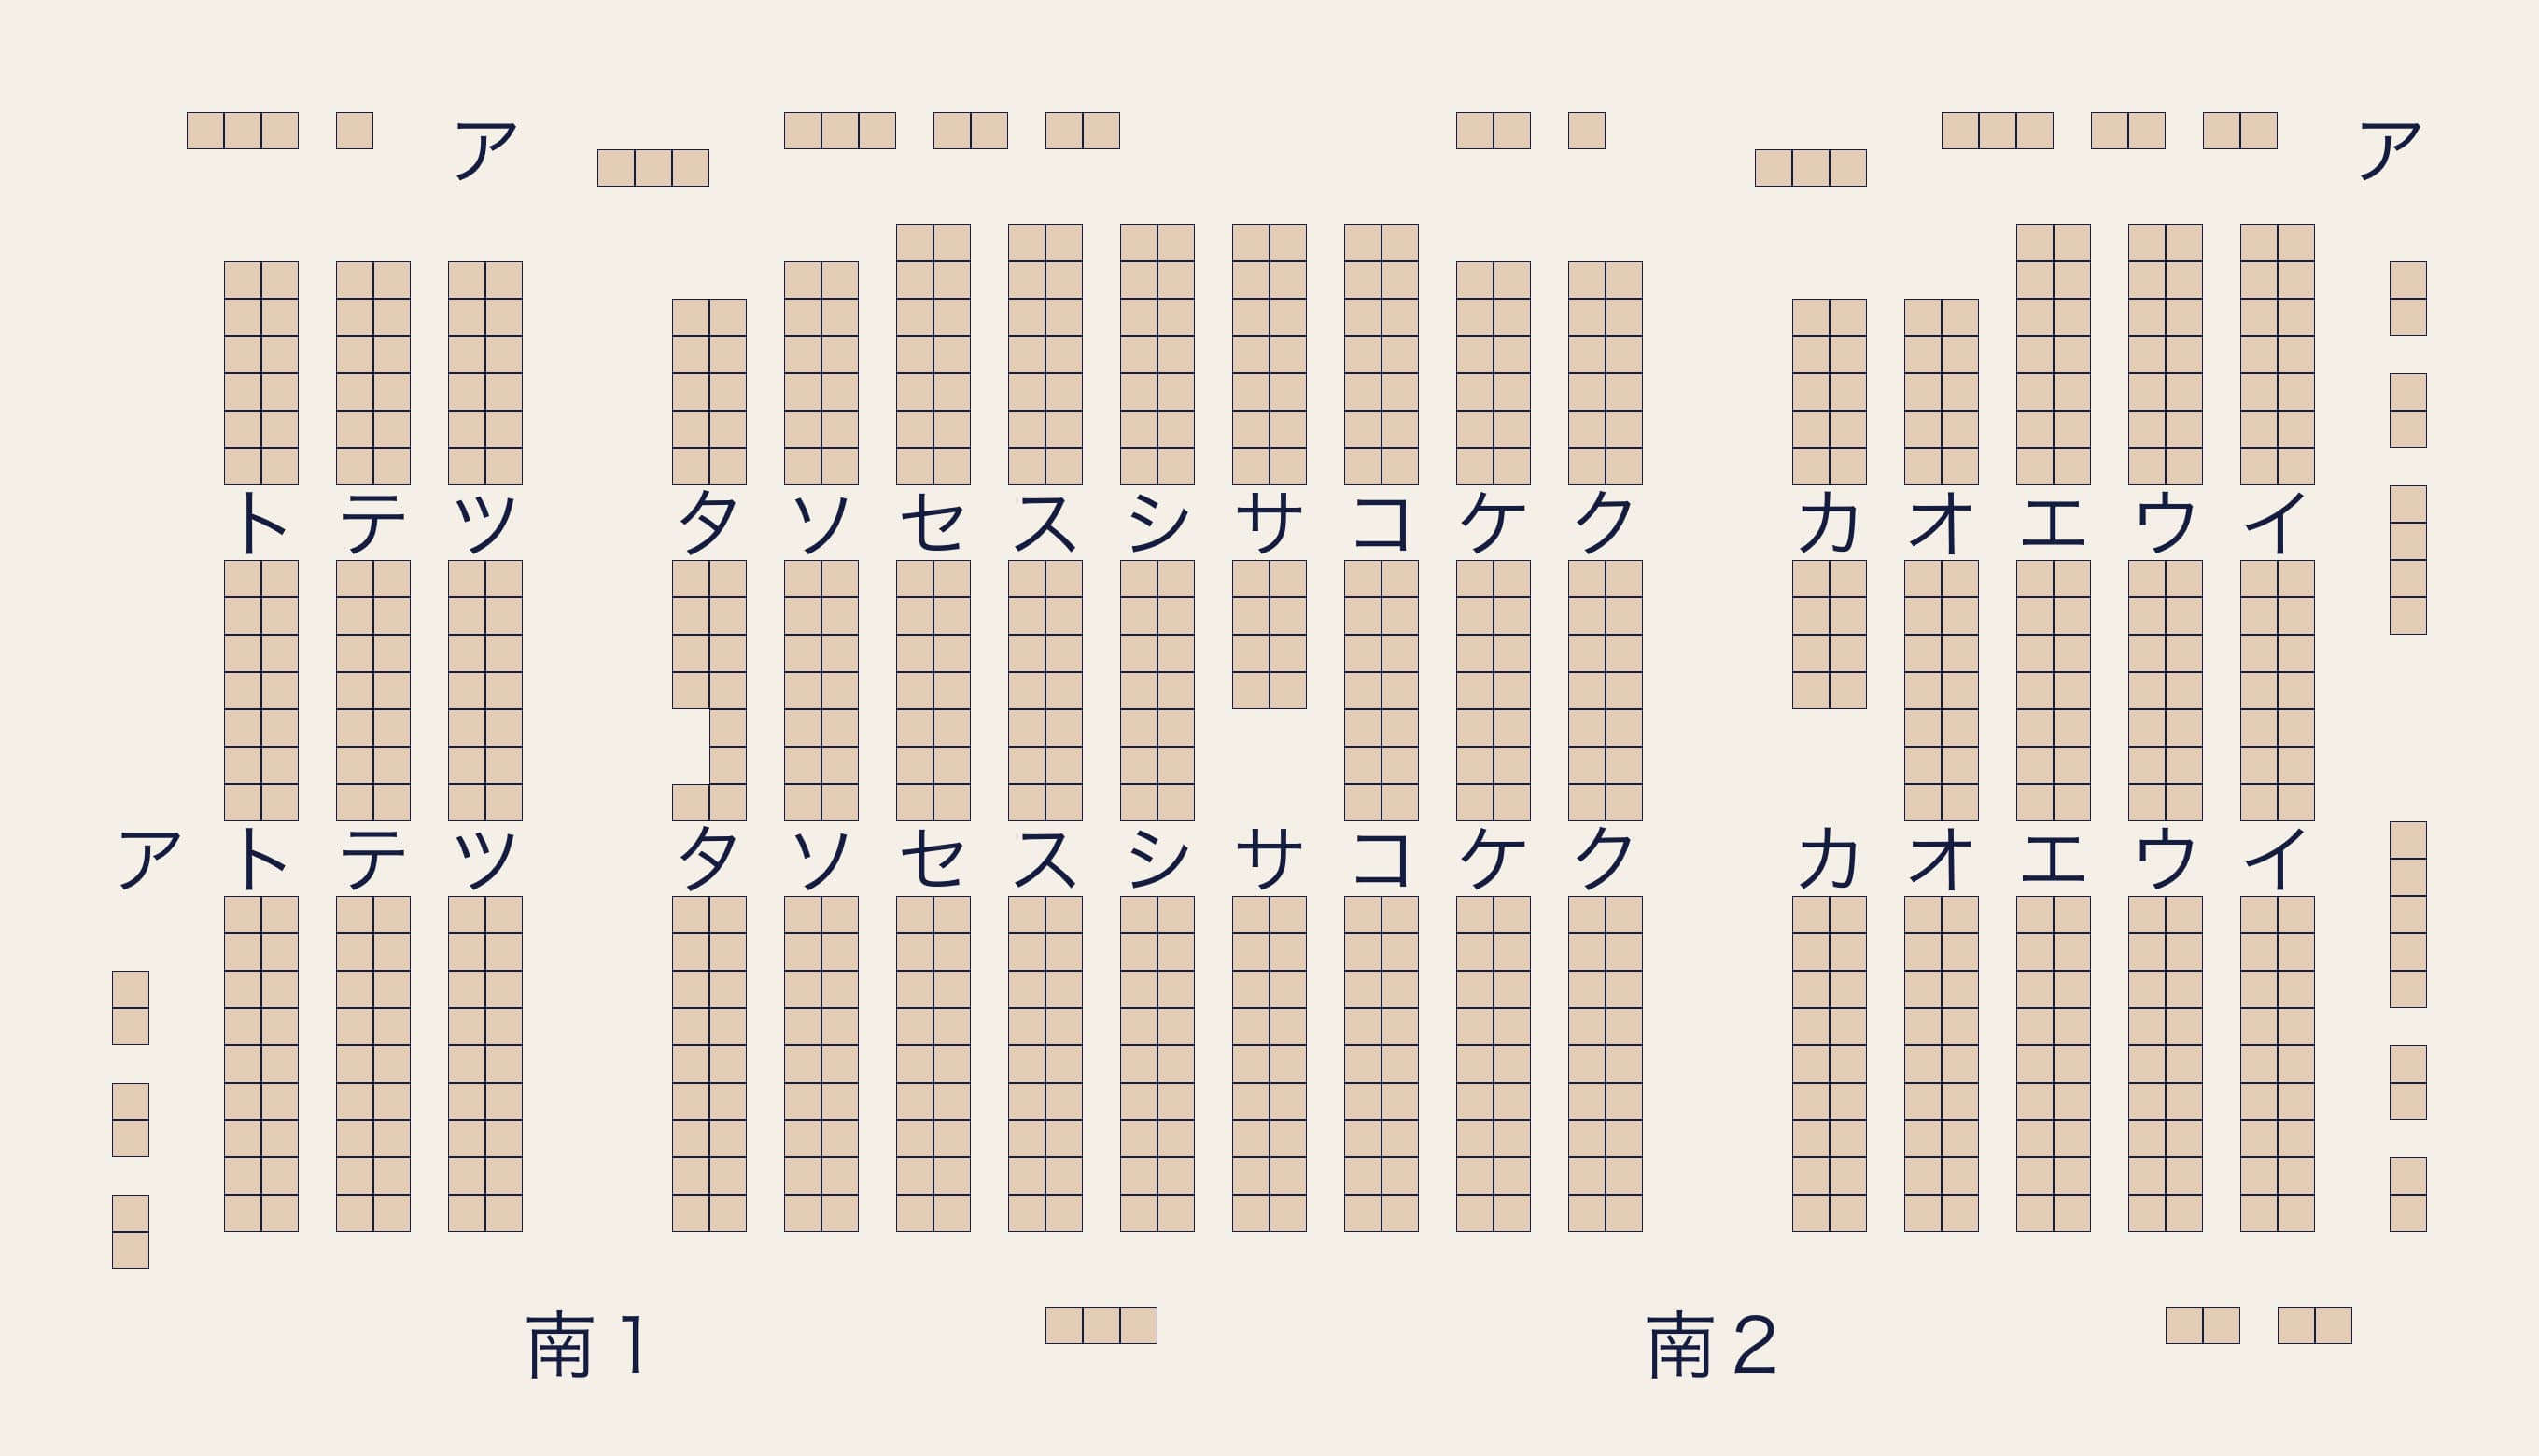 ア ア
ト テ ツ タ ソ セ ス シ サ コ ケ ク カ オ エ ウ イ
ア ト テ ツ タ ソ セ ス シ サ コ ケ ク カ オ エ ウ イ
南1 南2